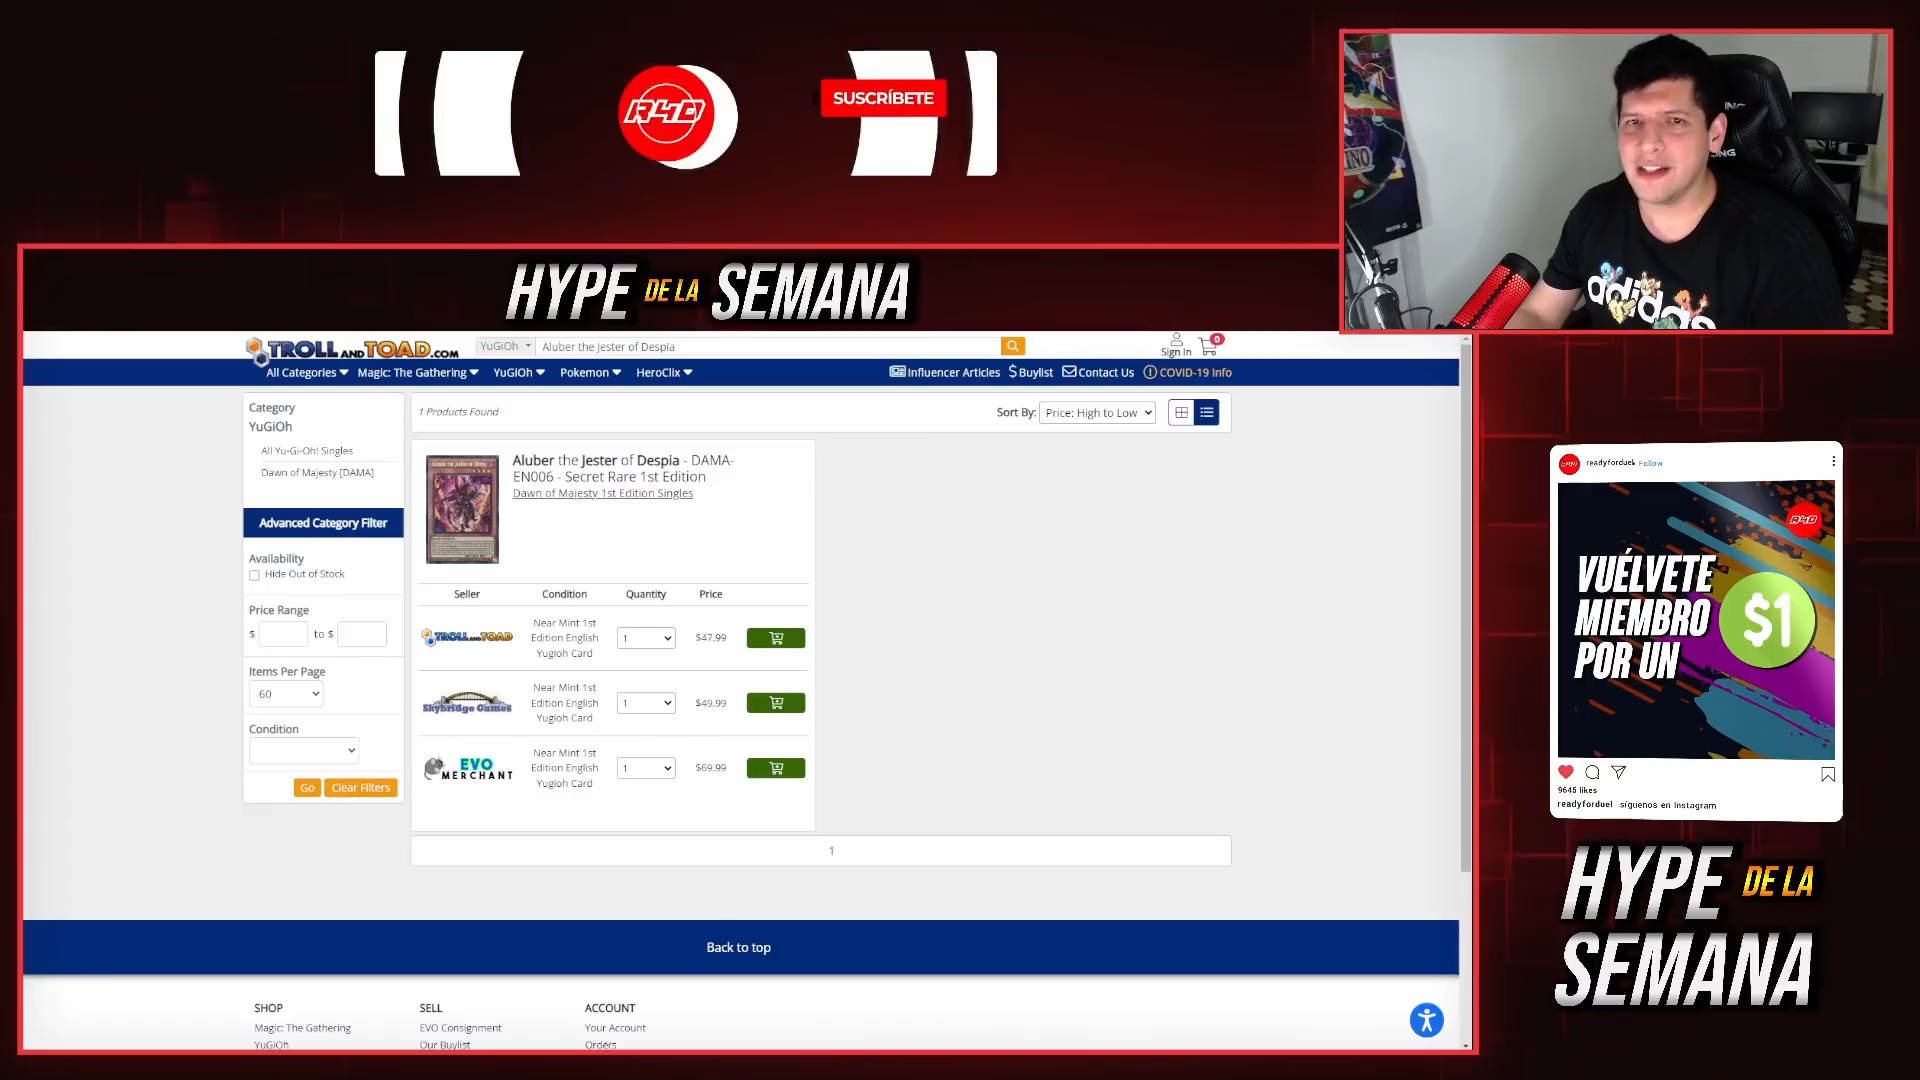 R4D
SUSCRÍBETE
HYPE DE LA SEMANA
TROLLANDTOAD.COM
YuGiOh
Aluber the Jester of Despia
Sign In
0
All Categories
Magic: The Gathering
YuGiOh
Pokemon
HeroClix
Influencer Articles
$ Buylist
Contact Us
COVID-19 Info
Category
YuGiOh
All Yu-Gi-Oh! Singles
Dawn of Majesty [DAMA]
Advanced Category Filter
Availability
Hide Out of Stock
Price Range
$ to $
Items Per Page
60
Condition
Go
Clear Filters
1 Products Found
Sort By: Price: High to Low
Aluber the Jester of Despia - DAMA-
EN006 - Secret Rare 1st Edition
Dawn of Majesty 1st Edition Singles
Seller Condition Quantity Price
TROLLANDTOAD
Near Mint 1st
Edition English
Yugioh Card
1
$47.99
Skybridge Games
Near Mint 1st
Edition English
Yugioh Card
1
$49.99
EVO
MERCHANT
Near Mint 1st
Edition English
Yugioh Card
1
$69.99
1
Back to top
SHOP
Magic: The Gathering
YuGiOh
SELL
EVO Consignment
Our Buylist
ACCOUNT
Your Account
Orders
adidas
readyforduel Follow
R4D
VUÉLVETE
MIEMBRO
POR UN
$1
9645 likes
readyforduel síguenos en Instagram
HYPE DE LA
SEMANA